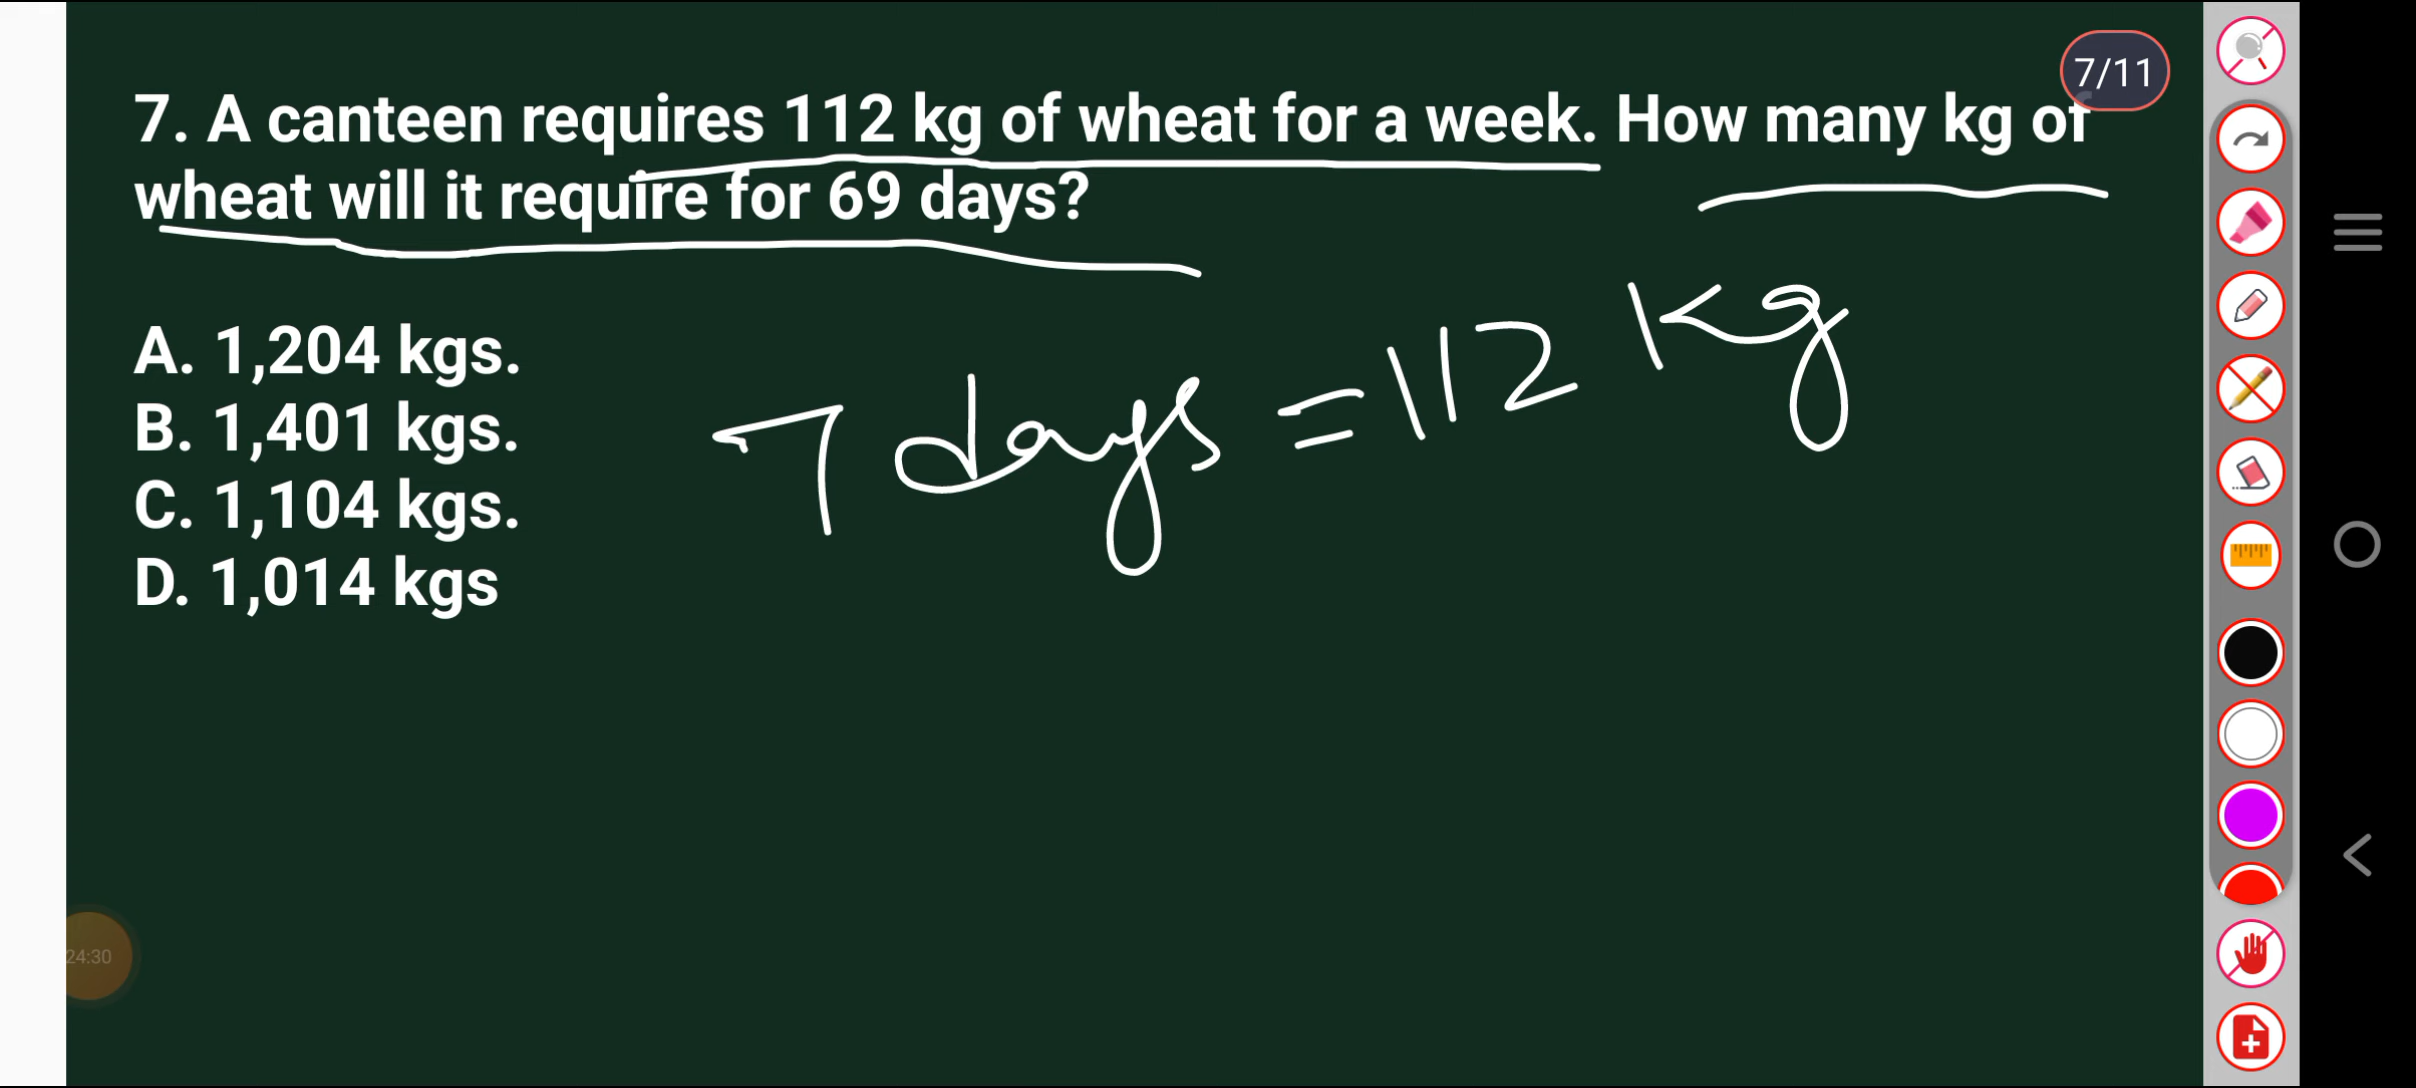 7/11
7. A canteen requires 112 kg of wheat for a week. How many kg of
wheat will it require for 69 days?
A. 1,204 kgs.
B. 1,401 kgs.
C. 1,104 kgs.
D. 1,014 kgs
7 days = 112 kg
24:30